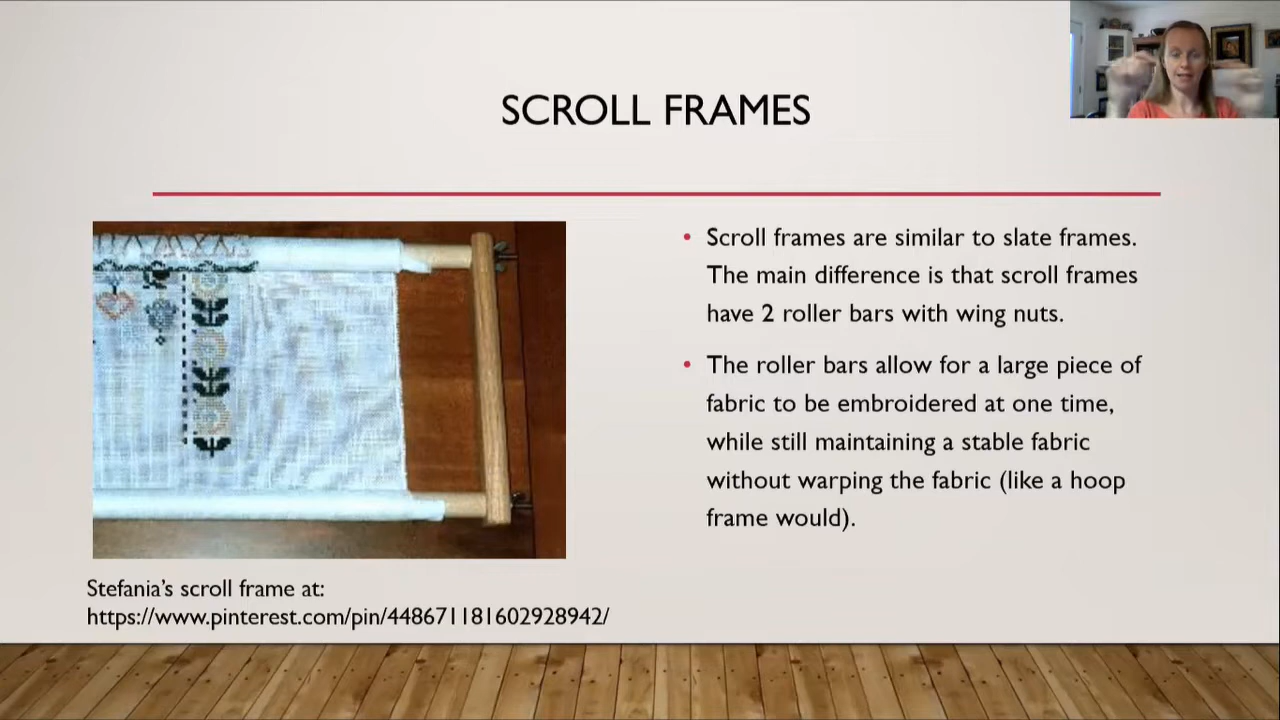 SCROLL FRAMES
Scroll frames are similar to slate frames.
The main difference is that scroll frames
have 2 roller bars with wing nuts.
The roller bars allow for a large piece of
fabric to be embroidered at one time,
while still maintaining a stable fabric
without warping the fabric (like a hoop
frame would).
Stefania's scroll frame at:
https://www.pinterest.com/pin/448671181602928942/